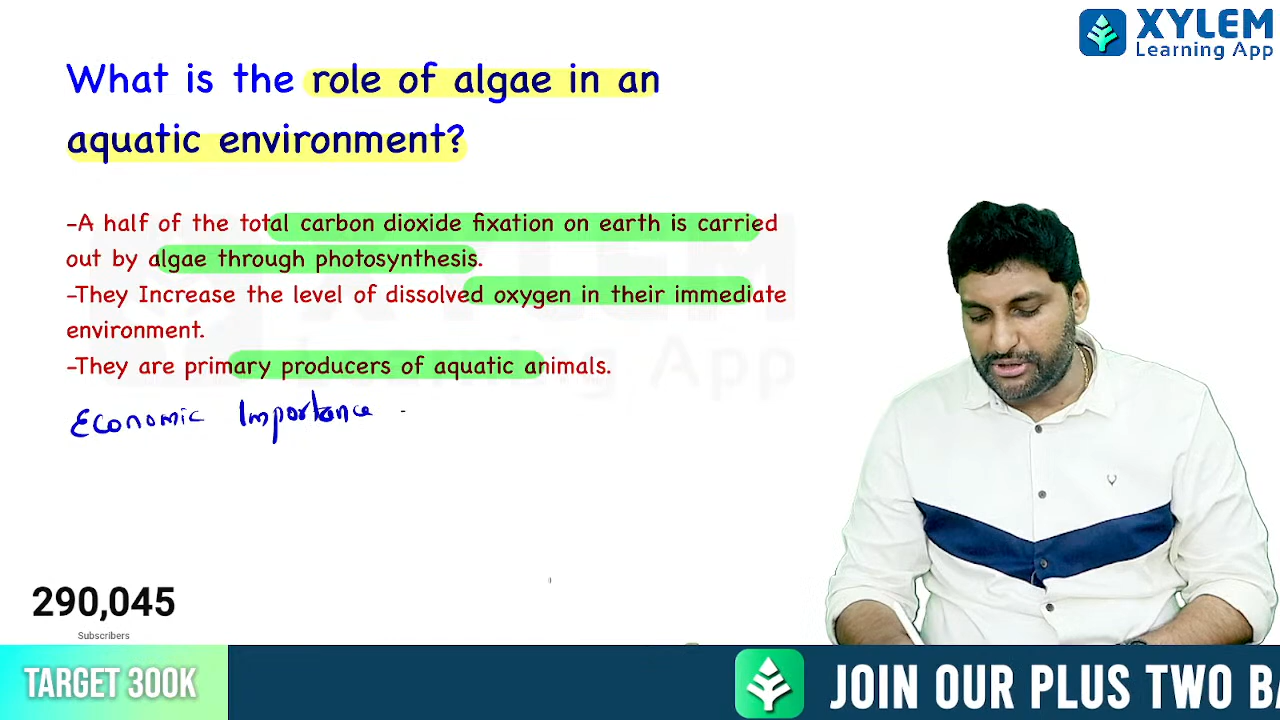 XYLEM
Learning App
What is the role of algae in an
aquatic environment?
-A half of the total carbon dioxide fixation on earth is carried
out by algae through photosynthesis.
-They Increase the level of dissolved oxygen in their immediate
environment.
-They are primary producers of aquatic animals.
Economic Importance -
290,045
Subscribers
TARGET 300K
JOIN OUR PLUS TWO BA